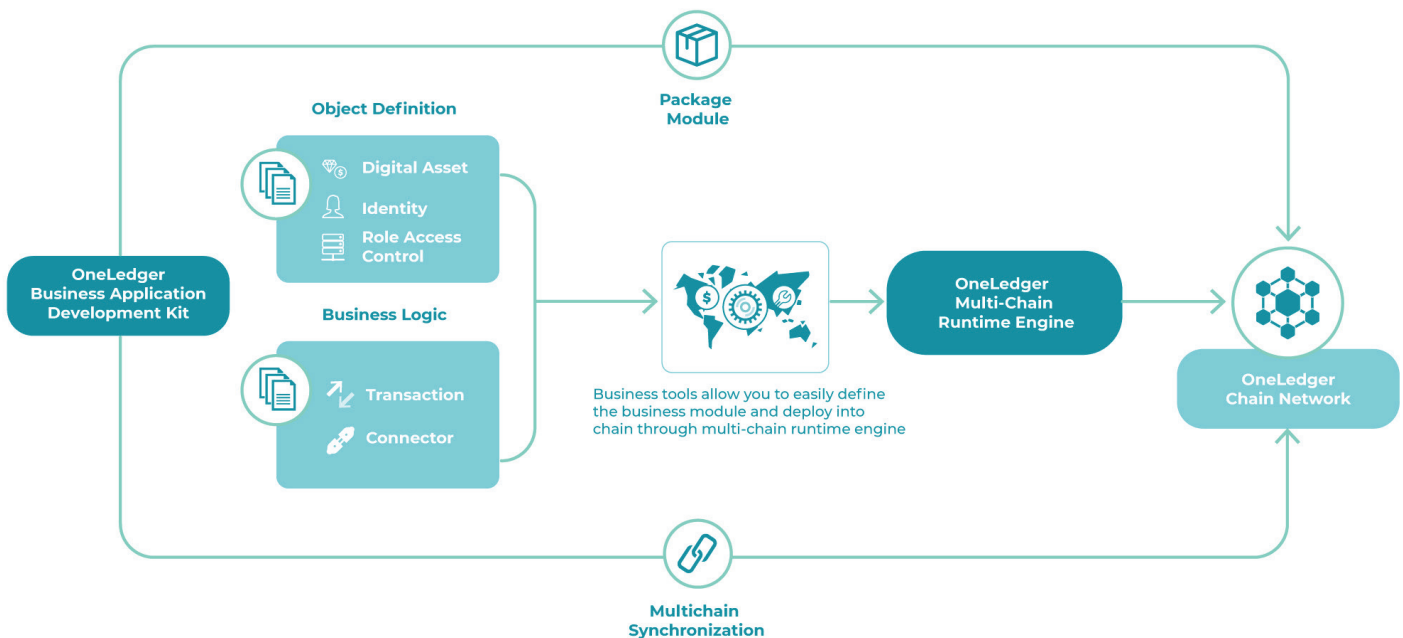 Package
Module
Object Definition
Digital Asset
Identity
Role Access
Control
OneLedger
Business Application
Development Kit
Business Logic
Transaction
Connector
$
$
Business tools allow you to easily define
the business module and deploy into
chain through multi-chain runtime engine
OneLedger
Multi-Chain
Runtime Engine
OneLedger
Chain Network
Multichain
Synchronization